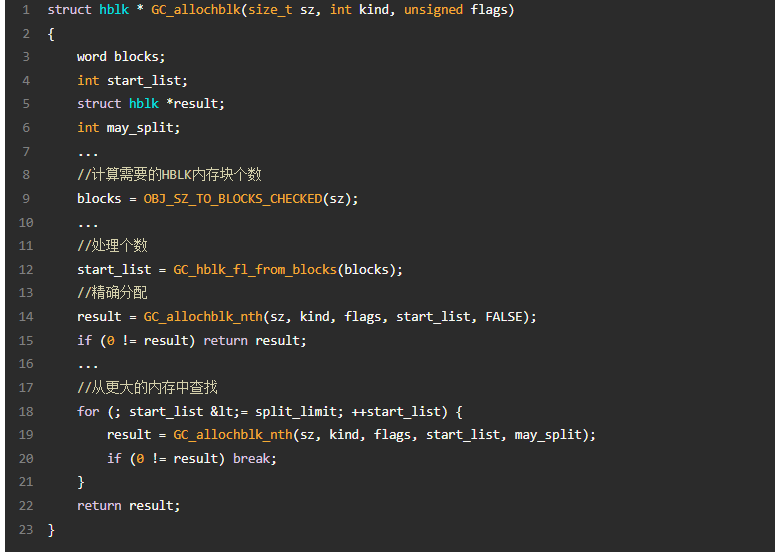 1 struct hblk * GC_allochblk(size_t sz, int kind, unsigned flags)
2 {
3     word blocks;
4     int start_list;
5     struct hblk *result;
6     int may_split;
7     ...
8     //计算需要的HBLK内存块个数
9     blocks = OBJ_SZ_TO_BLOCKS_CHECKED(sz);
10     ...
11     //处理个数
12     start_list = GC_hblk_fl_from_blocks(blocks);
13     //精确分配
14     result = GC_allochblk_nth(sz, kind, flags, start_list, FALSE);
15     if (0 != result) return result;
16     ...
17     //从更大的内存中查找
18     for (; start_list &lt;= split_limit; ++start_list) {
19         result = GC_allochblk_nth(sz, kind, flags, start_list, may_split);
20         if (0 != result) break;
21     }
22     return result;
23 }